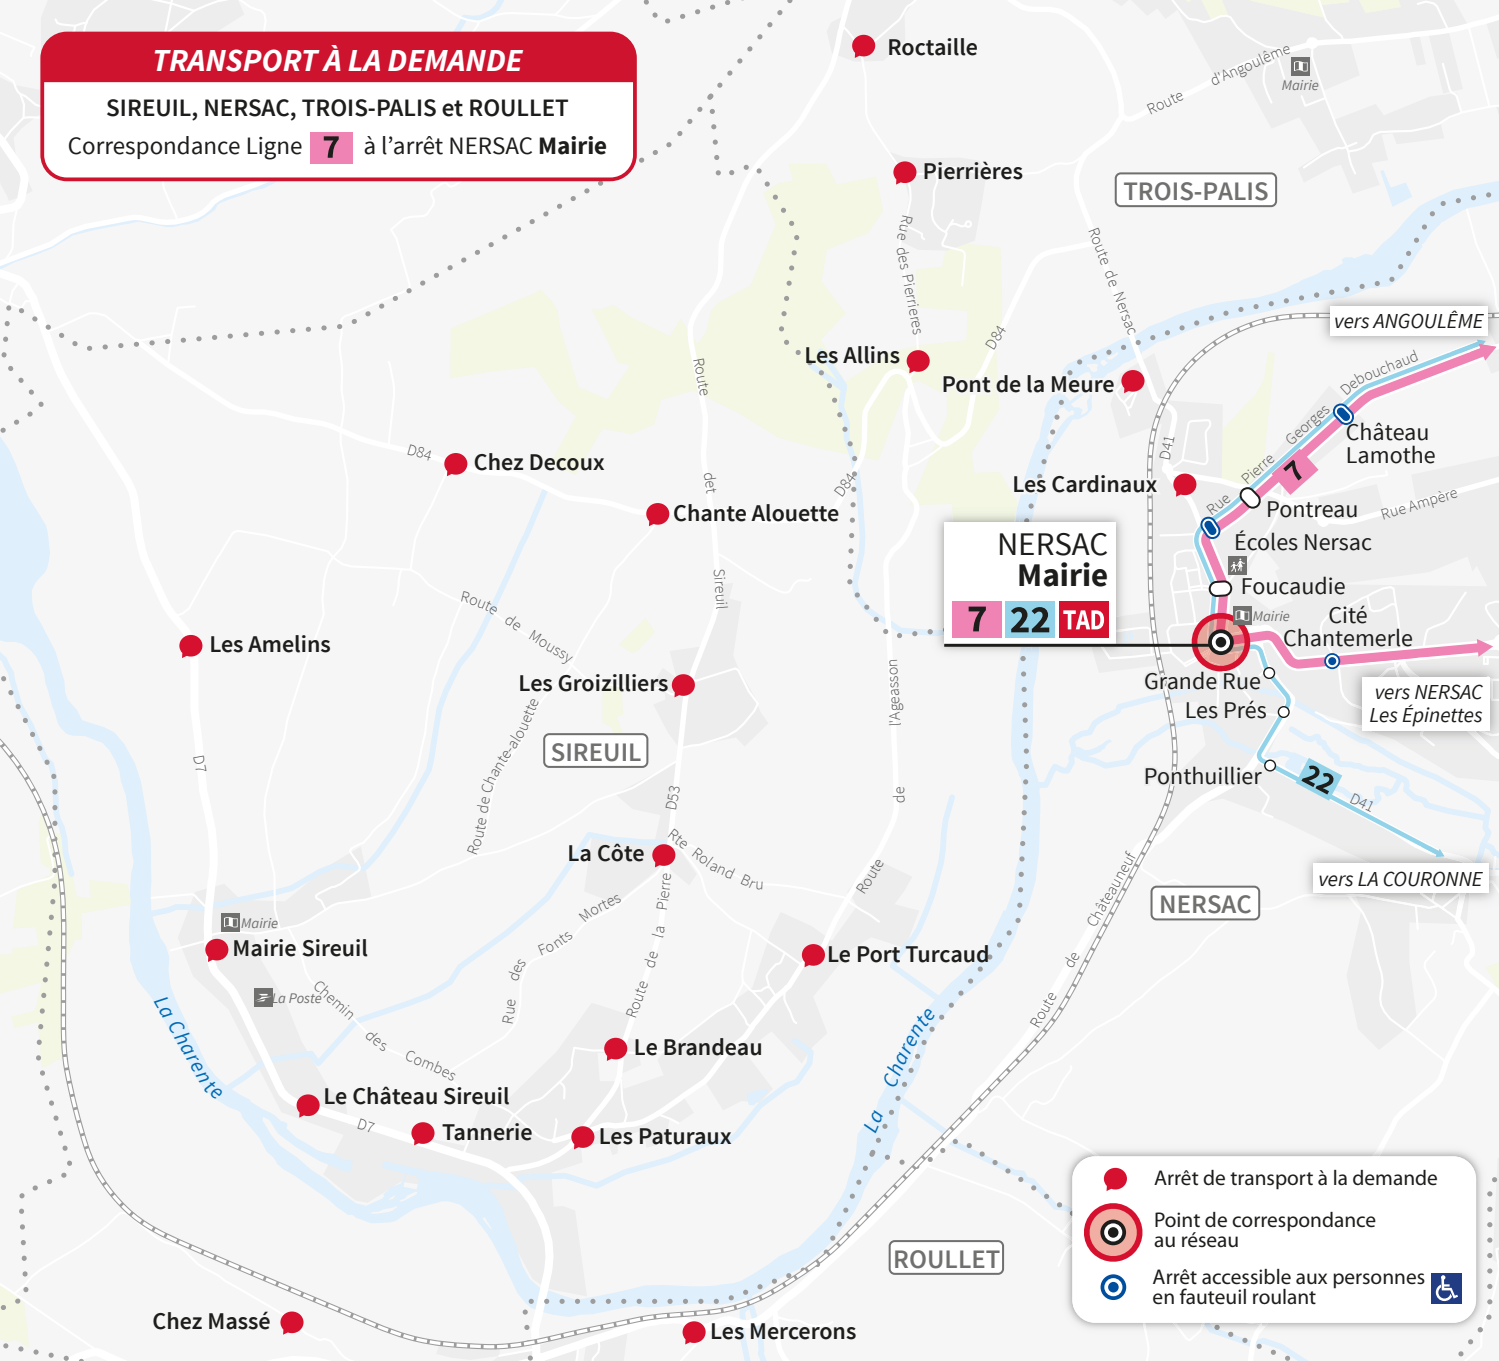 TRANSPORT À LA DEMANDE
SIREUIL, NERSAC, TROIS-PALIS et ROULLET
Correspondance Ligne 7 à l'arrêt NERSAC Mairie
Roctaille
Route d'Angoulême
Mairie
Pierrières
TROIS-PALIS
Rue des Pierrieres
Route de Nersac
vers ANGOULÊME
D84
Les Allins
Pont de la Meure
Route det Sireuil
Rue Pierre Georges Debouchaud
Château
Lamothe
7
D41
D84
Chez Decoux
Les Cardinaux
D84
Chante Alouette
Pontreau
Rue Ampère
Écoles Nersac
NERSAC
Mairie
7 22 TAD
Foucaudie
Mairie
Cité
Chantemerle
Route de Moussy
Les Amelins
Les Groizilliers
Grande Rue
Les Prés
vers NERSAC
Les Épinettes
Route de Chante-alouette
SIREUIL
D7
D53
Route de l'Ageasson
Ponthuillier
22
D41
La Côte
Rte Roland Bru
vers LA COURONNE
NERSAC
Route de Châteauneuf
Rue des Fonts Mortes
Route de la Pierre
Mairie
Mairie Sireuil
Le Port Turcaud
La Poste
Chemin des Combes
La Charente
La Charente
Le Brandeau
Le Château Sireuil
D7
Tannerie
Les Paturaux
ROULLET
Chez Massé
Les Mercerons
Arrêt de transport à la demande
Point de correspondance
au réseau
Arrêt accessible aux personnes
en fauteuil roulant